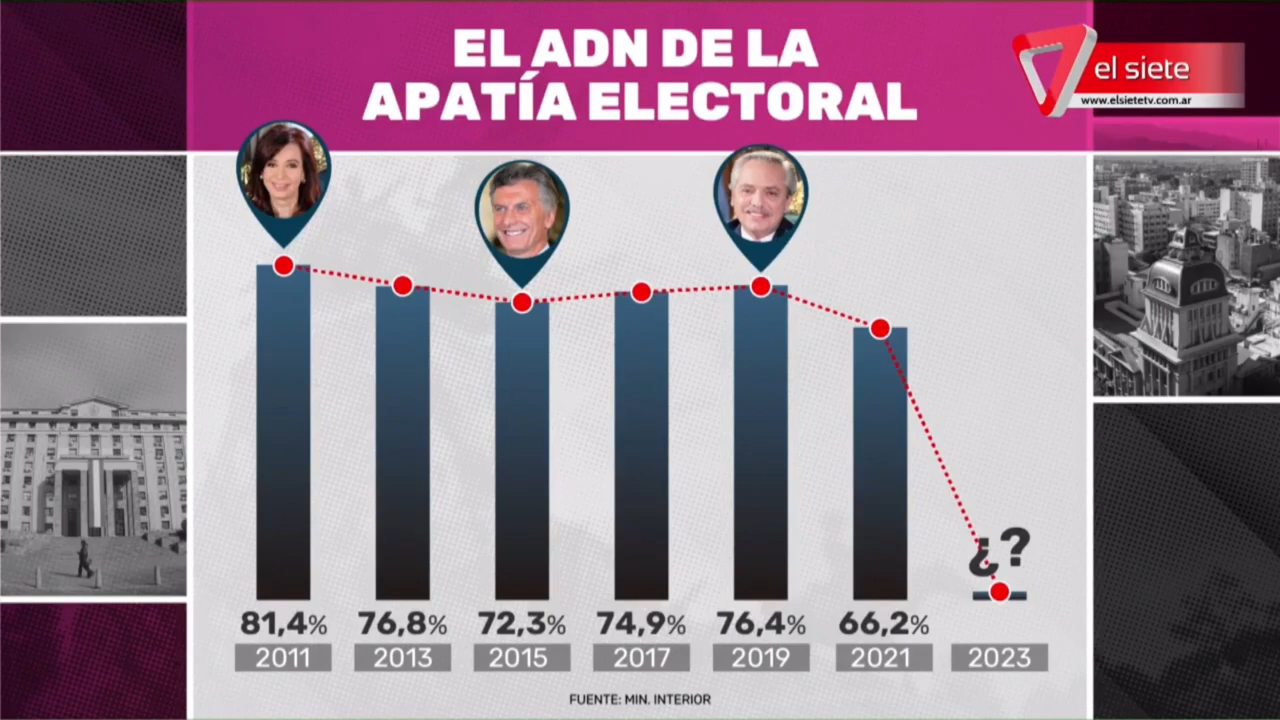 EL ADN DE LA
APATÍA ELECTORAL
el siete
www.elsietetv.com.ar
¿?
81,4% 76,8% 72,3% 74,9% 76,4% 66,2%
2011 2013 2015 2017 2019 2021 2023
FUENTE: MIN. INTERIOR